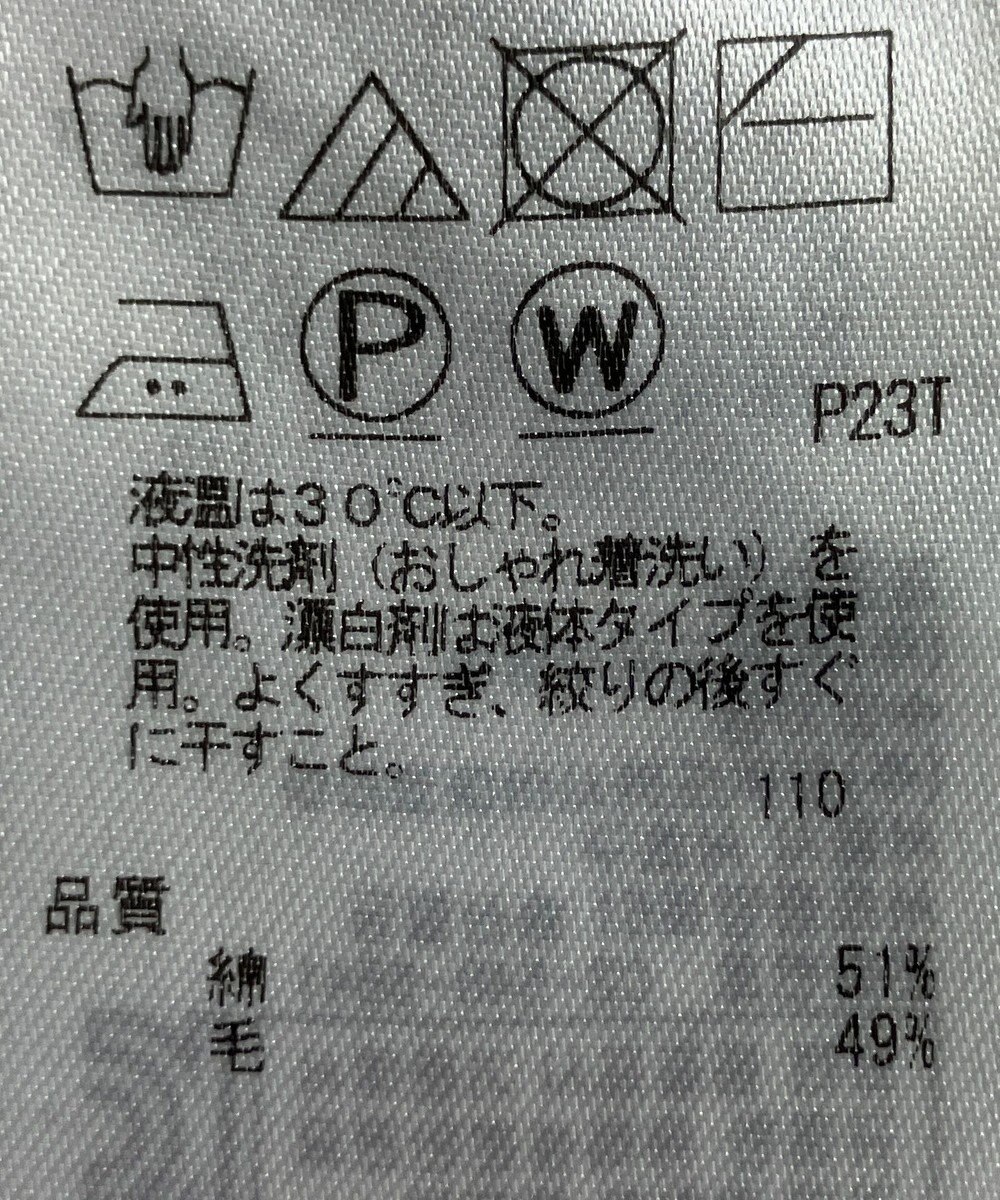 P W
P23T
液温は30℃以下。
中性洗剤（おしゃれ着洗い）を
使用。漂白剤は液体タイプを使
用。よくすすぎ、絞りの後すぐ
に干すこと。
110
品質
綿 51%
毛 49%